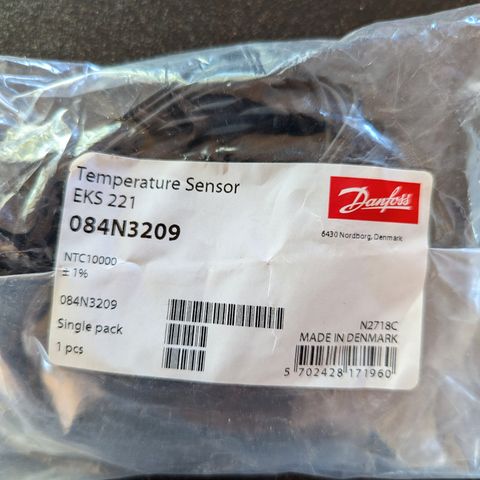 Temperature Sensor
EKS 221
084N3209
Danfoss
6430 Nordborg, Denmark
NTC10000
± 1%
084N3209
Single pack
1 pcs
N2718C
MADE IN DENMARK
5 702428 171960